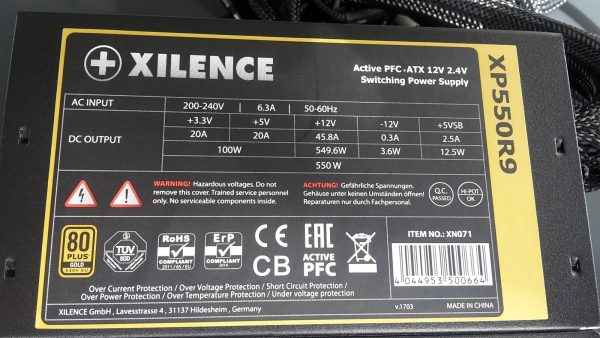 XILENCE
Active PFC . ATX 12V 2.4V
Switching Power Supply
XP550R9
AC INPUT 200-240V 6.3A 50-60Hz
DC OUTPUT +3.3V +5V +12V -12V +5VSB
20A 20A 45.8A 0.3A 2.5A
100W 549.6W 3.6W 12.5W
550 W
WARNING! Hazardous voltages. Do not
remove this cover. Trained service personnel
only. No serviceable components inside.
ACHTUNG! Gefährliche Spannungen.
Gehäuse unter keinen Umständen öffnen.
Reparaturen nur durch Fachpersonal.
Q.C.
PASSED
HI-POT
OK
ITEM NO.: XN071
80
PLUS
GOLD
230V EU
TÜV
SÜD
RoHS
COMPLIANT
2011 / 65 / EU
ErP
COMPLIANT
2014
CE
CB
EAC
ACTIVE
PFC
4 044953 500664
Over Current Protection / Over Voltage Protection / Short Circuit Protection /
Over Power Protection / Over Temperature Protection / Under voltage protection
XILENCE GmbH , Lavesstrasse 4 , 31137 Hildesheim , Germany
v.1703
MADE IN CHINA